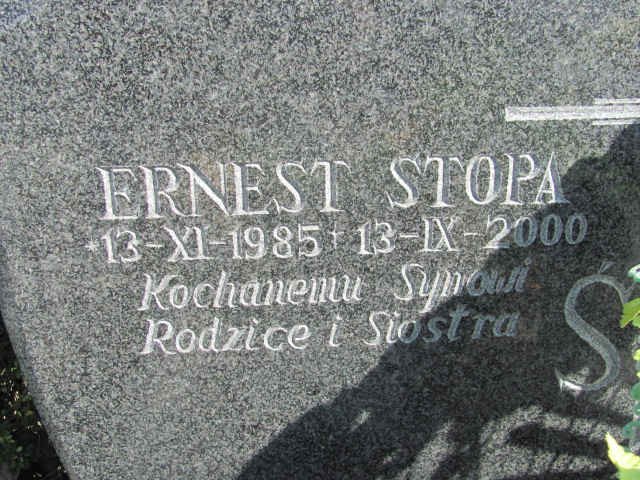 ERNEST STOPA
*13-XI-1985 † 13-IX-2000
Kochanemu Synowi
Rodzice i Siostra
Ś